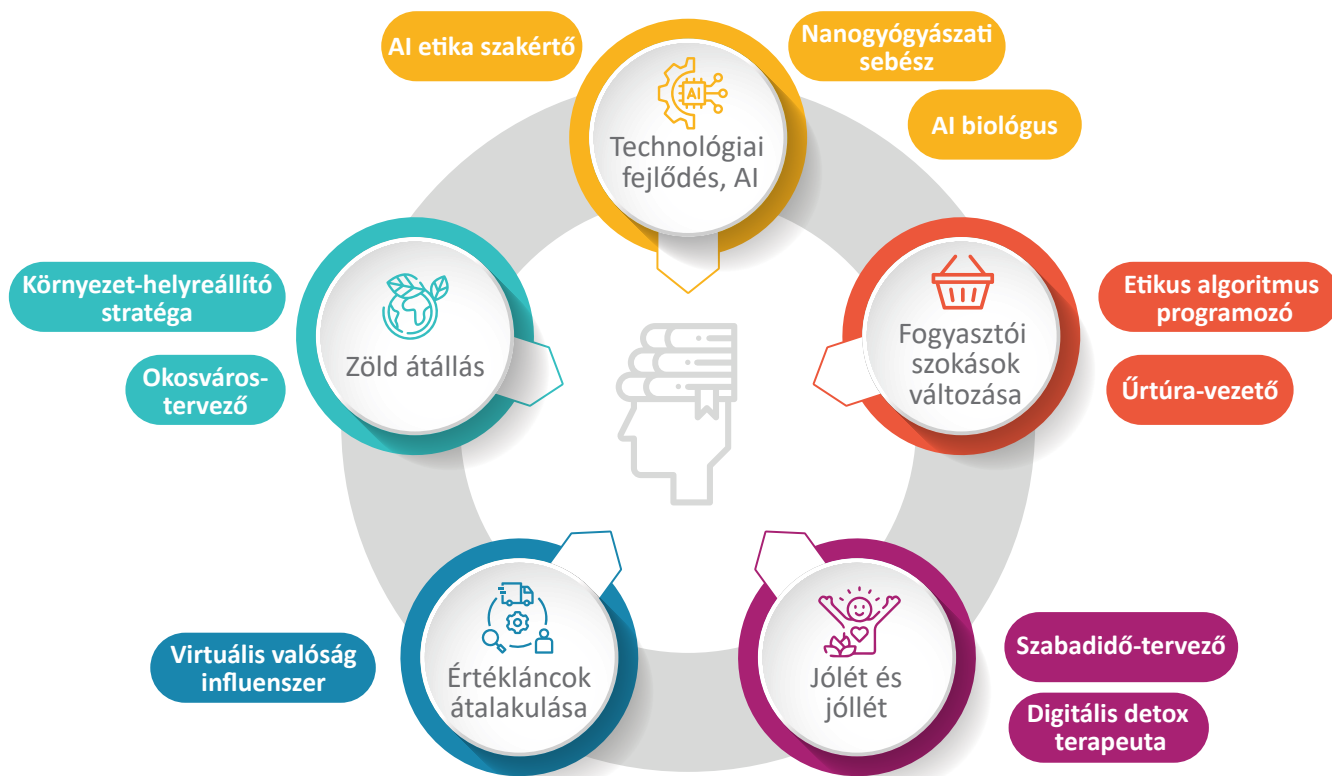 AI etika szakértő
Nanogyógyászati
sebész
AI biológus
AI
Technológiai
fejlődés, AI
Környezet-helyreállító
stratéga
Okosváros-
tervező
Zöld átállás
Fogyasztói
szokások
változása
Etikus algoritmus
programozó
Űrtúra-vezető
Virtuális valóság
influenszer
Értékláncok
átalakulása
Jólét és
jóllét
Szabadidő-tervező
Digitális detox
terapeuta